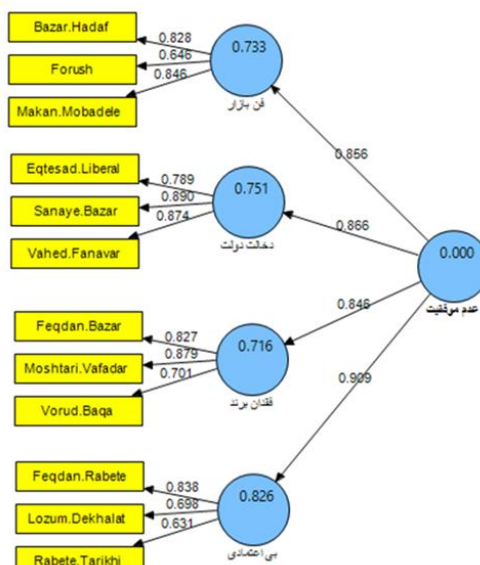 Bazar.Hadaf
0.828
Forush
0.646
Makan.Mobadele
0.846
0.733
فن بازار
0.856
Eqtesad.Liberal
0.789
Sanaye.Bazar
0.890
Vahed.Fanavar
0.874
0.751
دخالت دولت
0.866
0.000
عدم موفقیت
Feqdan.Bazar
0.827
Moshtari.Vafadar
0.879
Vorud.Baqa
0.701
0.716
فقدان برند
0.846
Feqdan.Rabete
0.838
Lozum.Dekhalat
0.698
Rabete.Tarikhi
0.631
0.826
بی اعتمادی
0.909